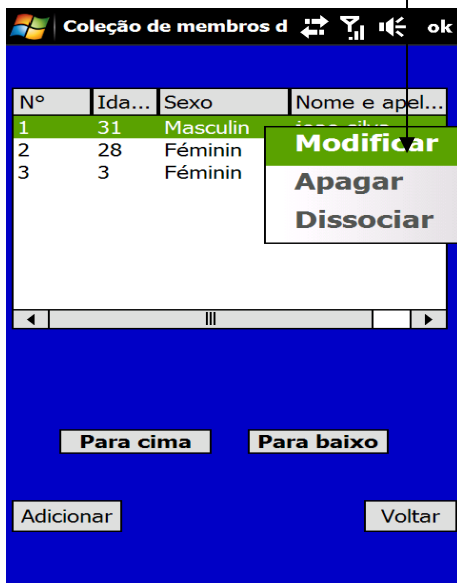 Coleção de membros d ok
Nº Ida... Sexo Nome e apel...
1 31 Masculin
2 28 Féminin
3 3 Féminin
Modificar
Apagar
Dissociar
Para cima Para baixo
Adicionar Voltar